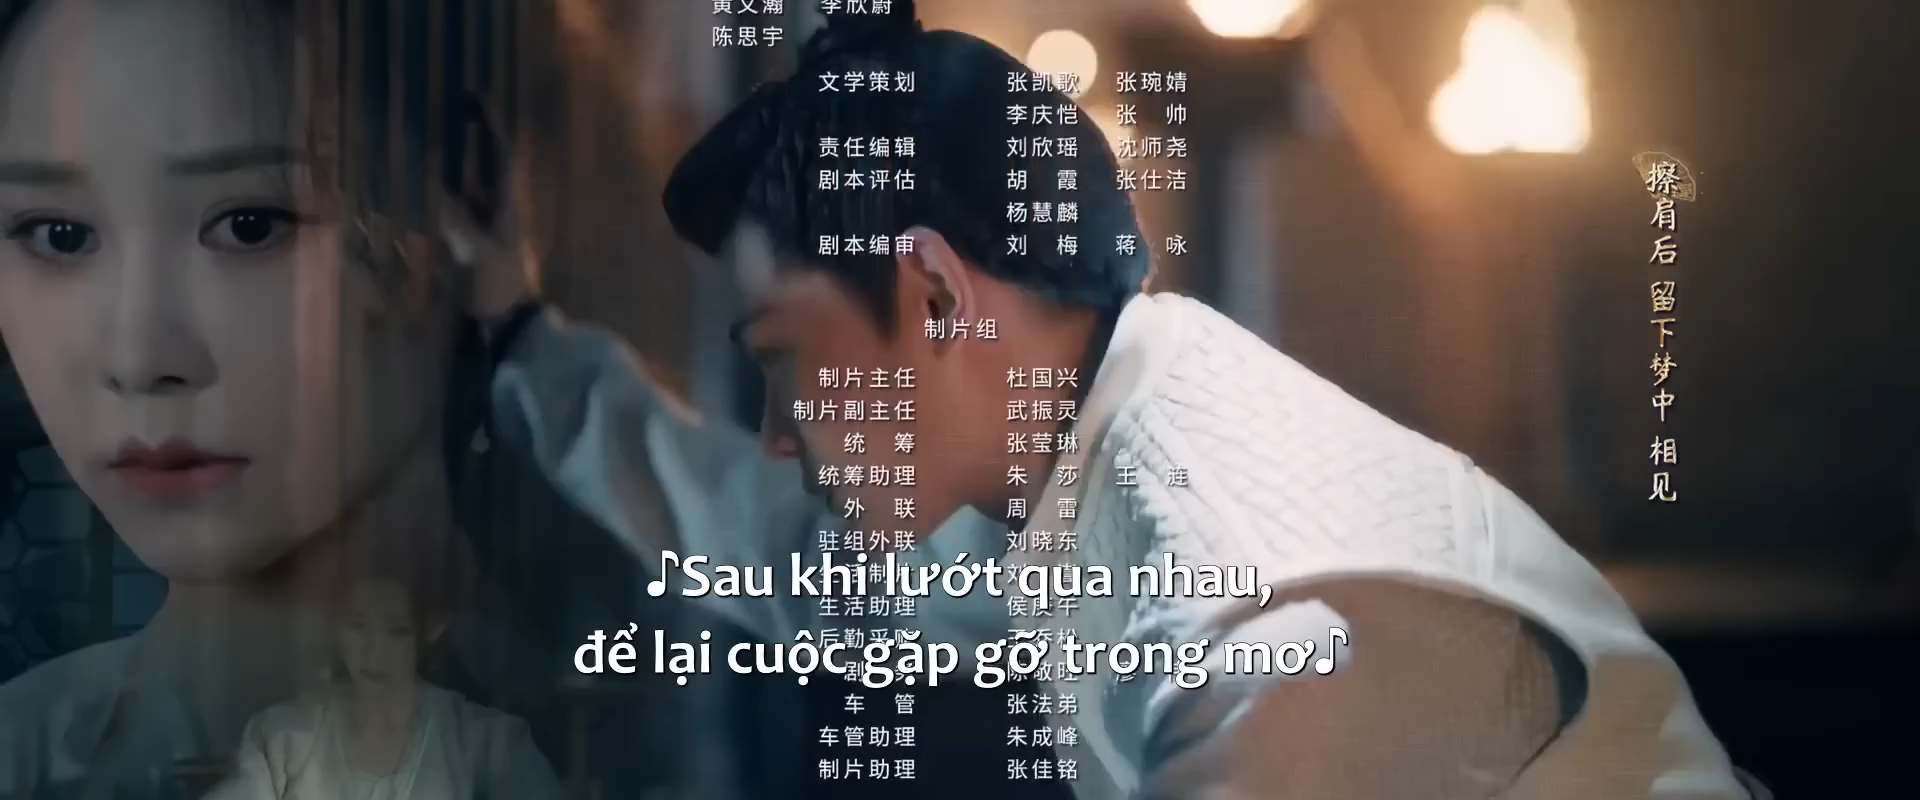 黄文瀚 李欣蔚
陈思宇
文学策划 张凯歌 张琬婧
李庆恺 张 帅
责任编辑 刘欣瑶 沈师尧
剧本评估 胡 霞 张仕洁
杨慧麟
剧本编审 刘 梅 蒋 咏
制片组
制片主任 杜国兴
制片副主任 武振灵
统 筹 张莹琳
统筹助理 朱 莎 王 涟
外 联 周 雷
驻组外联 刘晓东
生活助理
车 管 张法弟
车管助理 朱成峰
制片助理 张佳铭
擦肩后 留下梦中 相见
♪Sau khi lướt qua nhau,
để lại cuộc gặp gỡ trong mơ♪